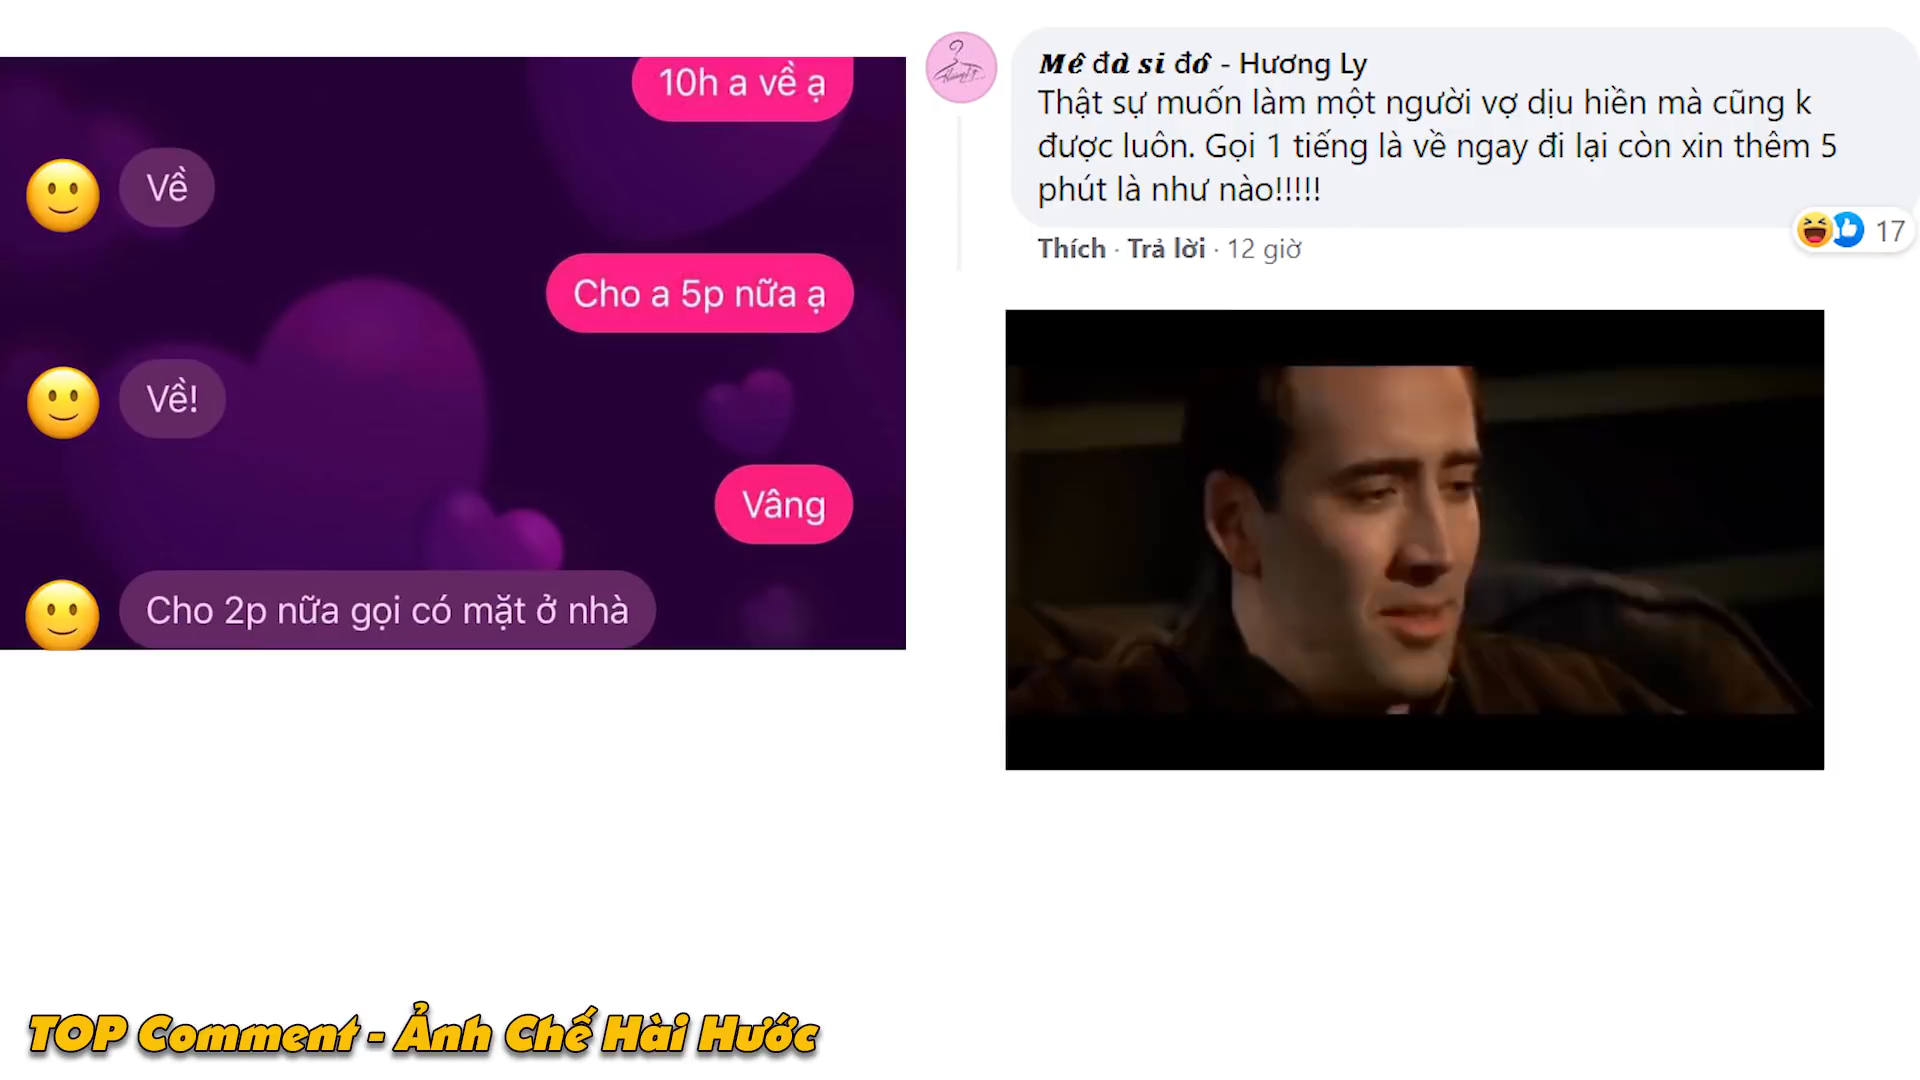 10h a về ạ
Về
Cho a 5p nữa ạ
Về!
Vâng
Cho 2p nữa gọi có mặt ở nhà
Mê đà si đô - Hương Ly
Thật sự muốn làm một người vợ dịu hiền mà cũng k
được luôn. Gọi 1 tiếng là về ngay đi lại còn xin thêm 5
phút là như nào!!!!!
17
Thích · Trả lời · 12 giờ
TOP Comment - Ảnh Chế Hài Hước